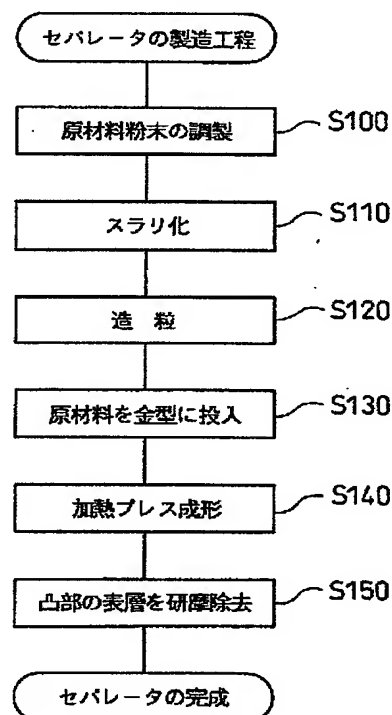 セパレータの製造工程
原材料粉末の調製 S100
スラリ化 S110
造 粒 S120
原材料を金型に投入 S130
加熱プレス成形 S140
凸部の表層を研摩除去 S150
セパレータの完成